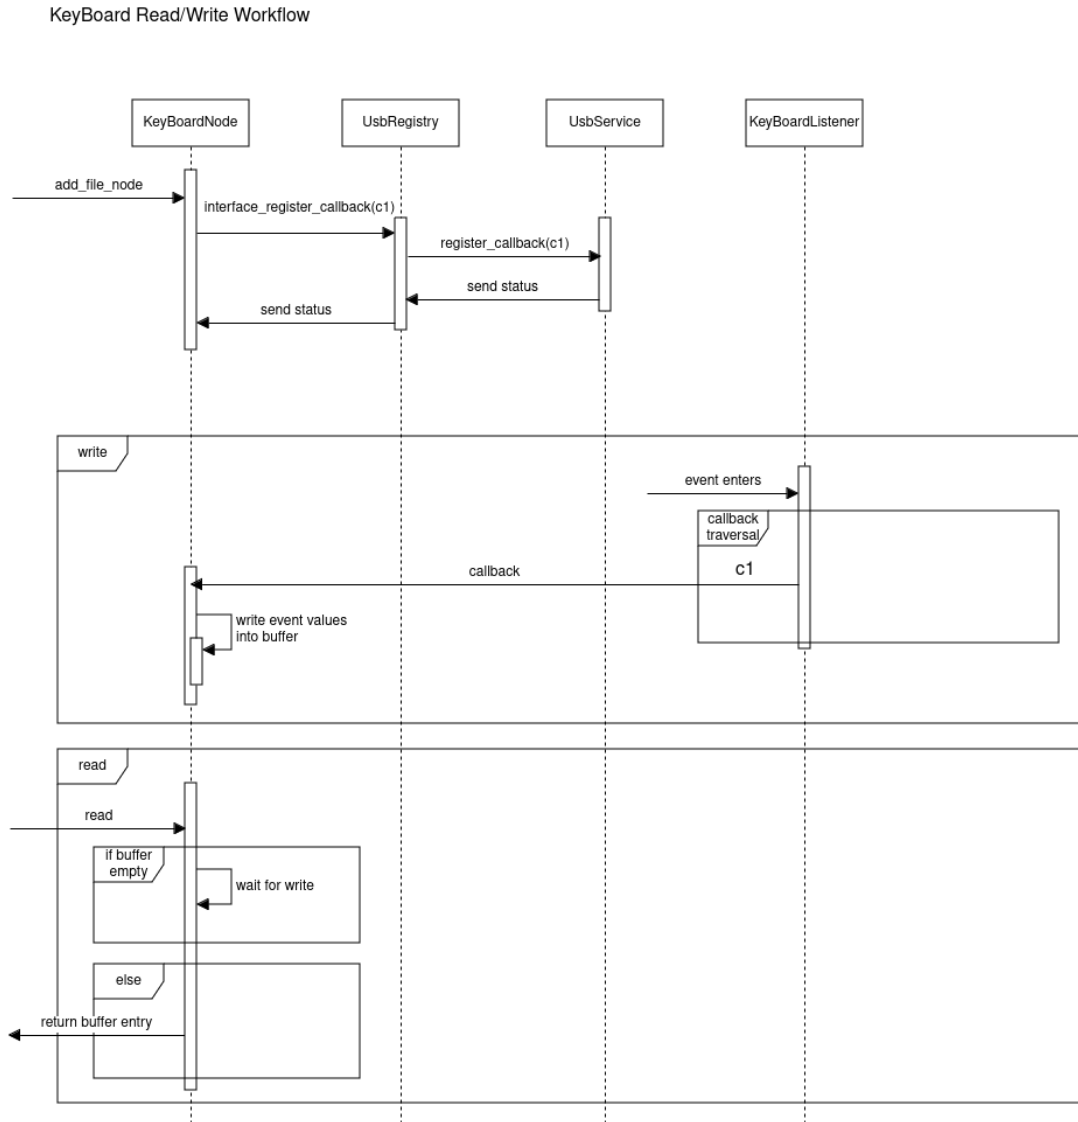 KeyBoard Read/Write Workflow
KeyBoardNode
UsbRegistry
UsbService
KeyBoardListener
add_file_node
interface_register_callback(c1)
register_callback(c1)
send status
send status
write
event enters
callback
traversal
c1
callback
write event values
into buffer
read
read
if buffer
empty
wait for write
else
return buffer entry